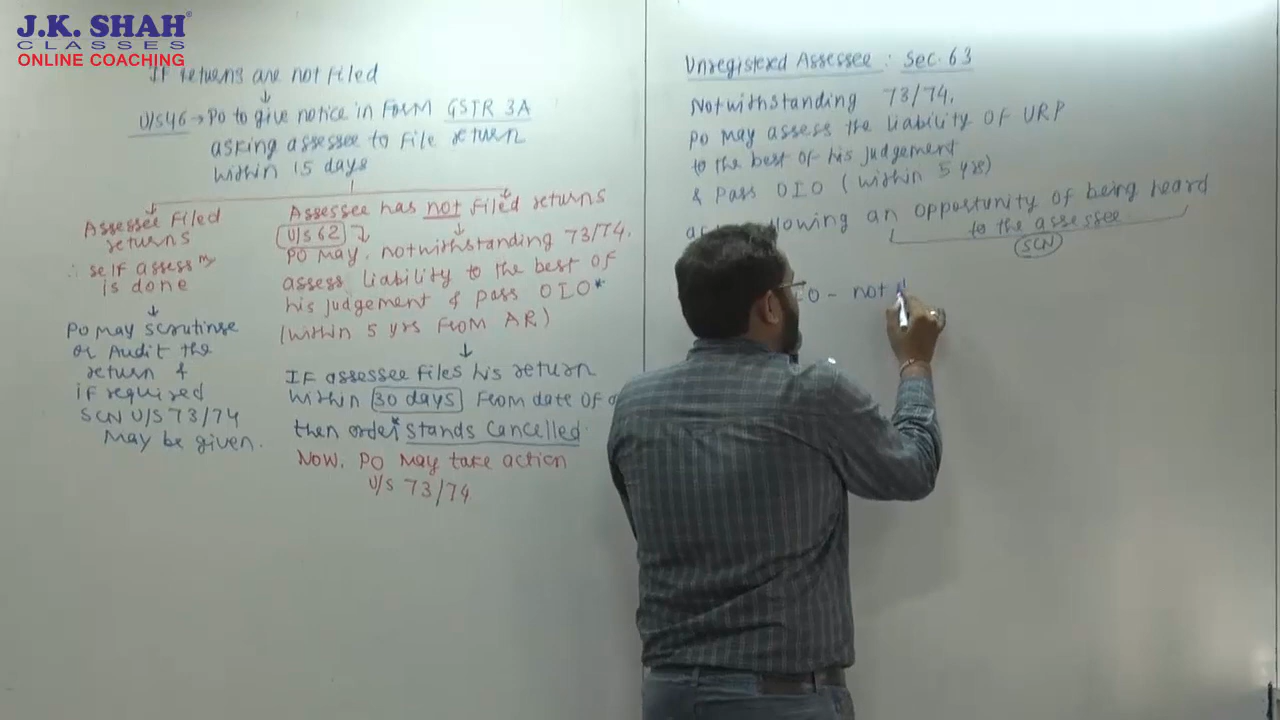 J.K. SHAH®
CLASSES
ONLINE COACHING
If returns are not filed
↓
U/S 46 → PO to give notice in Form GSTR 3A
asking assessee to file return
within 15 days
Assessee filed
returns
∴ self assessm
is done
↓
PO may scrutinse
or Audit the
return &
if required
SCN U/S 73/74
may be given.
Assessee has not filed returns
U/S 62
PO may, notwithstanding 73/74,
assess liability to the best of
his judgement & pass OIO*
(within 5 yrs from AR)
↓
If assessee files his return
within 30 days from date of
then order* stands cancelled
Now, PO may take action
U/S 73/74
Unregistered Assessee : Sec. 63
Notwithstanding 73/74,
PO may assess the liability of URP
to the best of his judgement
& pass OIO (within 5 yrs)
an opportunity of being heard
to the assessee
SCN
O - not